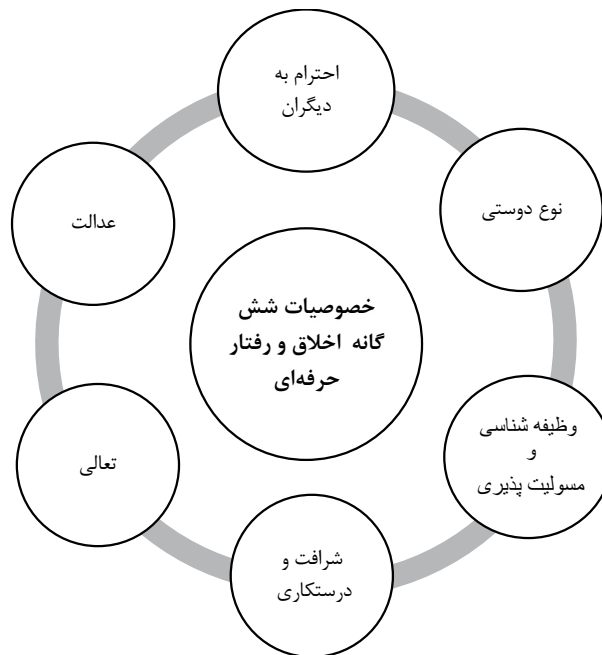 احترام به
دیگران
نوع دوستی
وظیفه شناسی
و
مسولیت پذیری
شرافت و
درستکاری
تعالی
عدالت
خصوصیات شش
گانه اخلاق و رفتار
حرفه‌ای